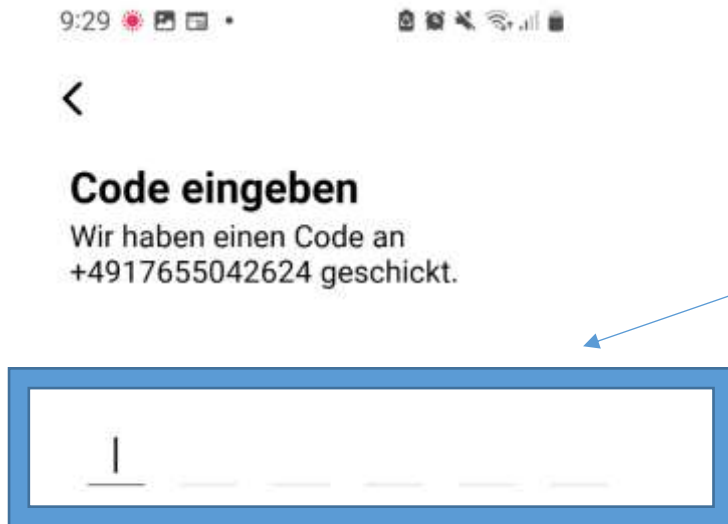 9:29
Code eingeben
Wir haben einen Code an
+4917655042624 geschickt.